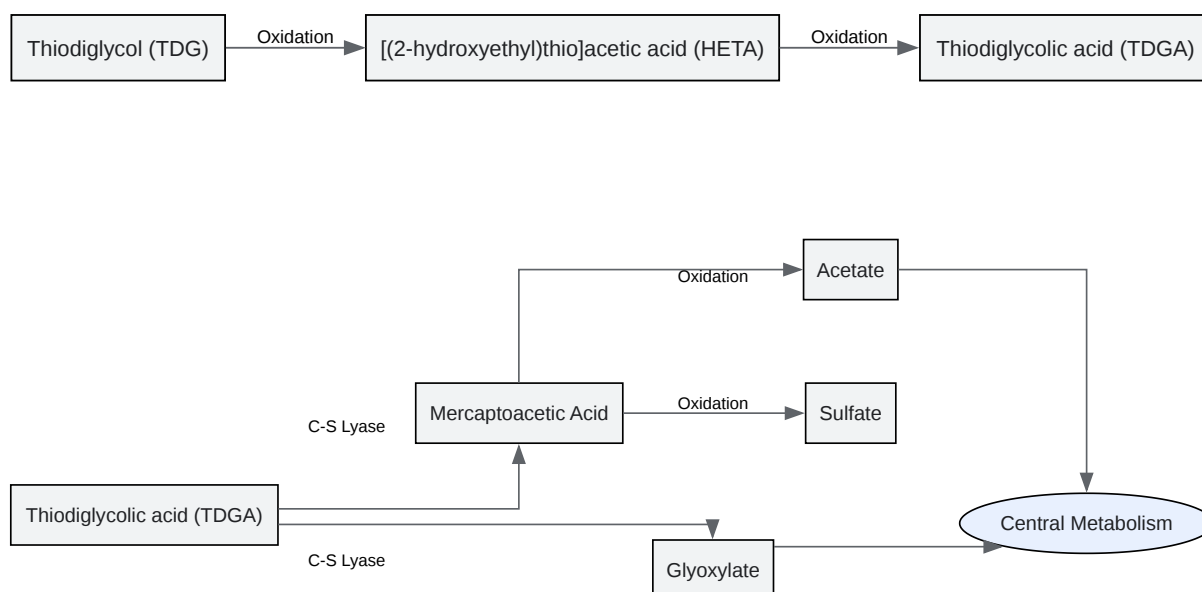 Thiodiglycol (TDG)
Oxidation
[(2-hydroxyethyl)thio]acetic acid (HETA)
Oxidation
Thiodiglycolic acid (TDGA)
Acetate
Oxidation
Mercaptoacetic Acid
Oxidation
Sulfate
C-S Lyase
Thiodiglycolic acid (TDGA)
Central Metabolism
C-S Lyase
Glyoxylate